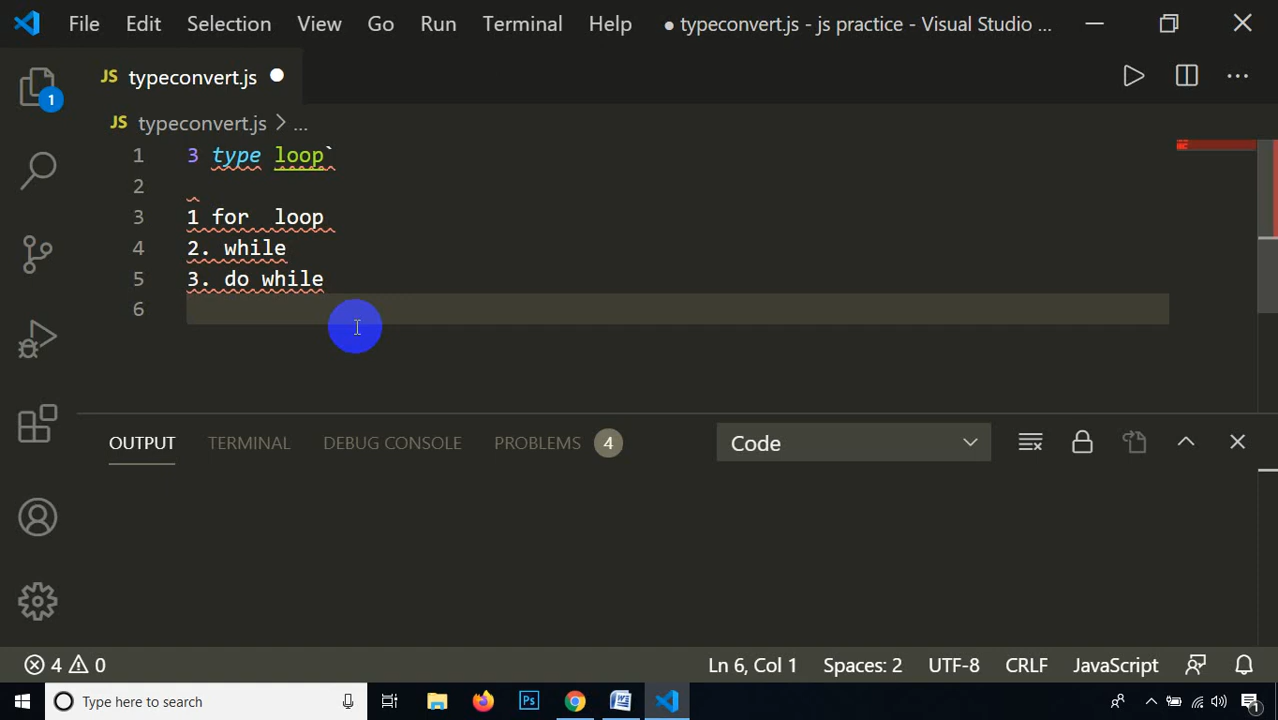 File Edit Selection View Go Run Terminal Help ● typeconvert.js - js practice - Visual Studio ...
JS typeconvert.js
1
JS typeconvert.js > ...
1 3 type loop`
2
3 1 for  loop
4 2. while
5 3. do while
6
OUTPUT TERMINAL DEBUG CONSOLE PROBLEMS 4 Code
4 0 Ln 6, Col 1 Spaces: 2 UTF-8 CRLF JavaScript
Type here to search Ps W 1